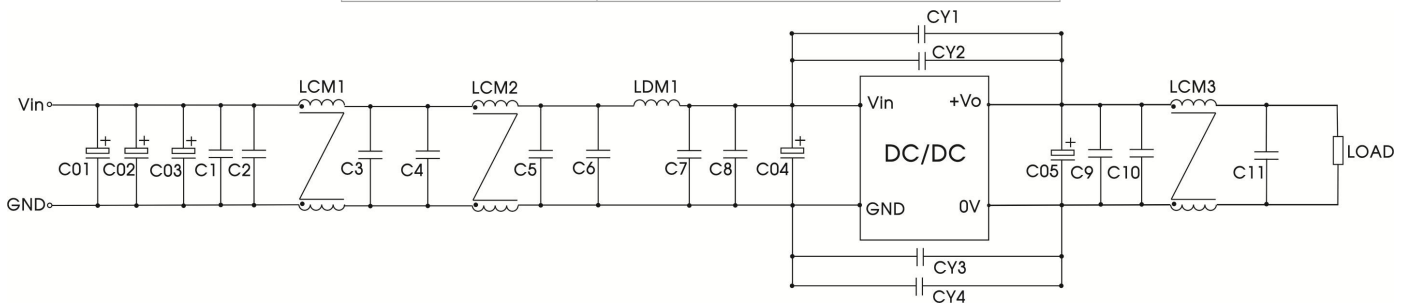 CY1
CY2
LCM1
LCM2
LDM1
LCM3
Vin
Vin
+Vo
+
+
+
+
+
DC/DC
LOAD
C01
C02
C03
C1
C2
C3
C4
C5
C6
C7
C8
C04
C05
C9
C10
C11
GND
GND
0V
CY3
CY4